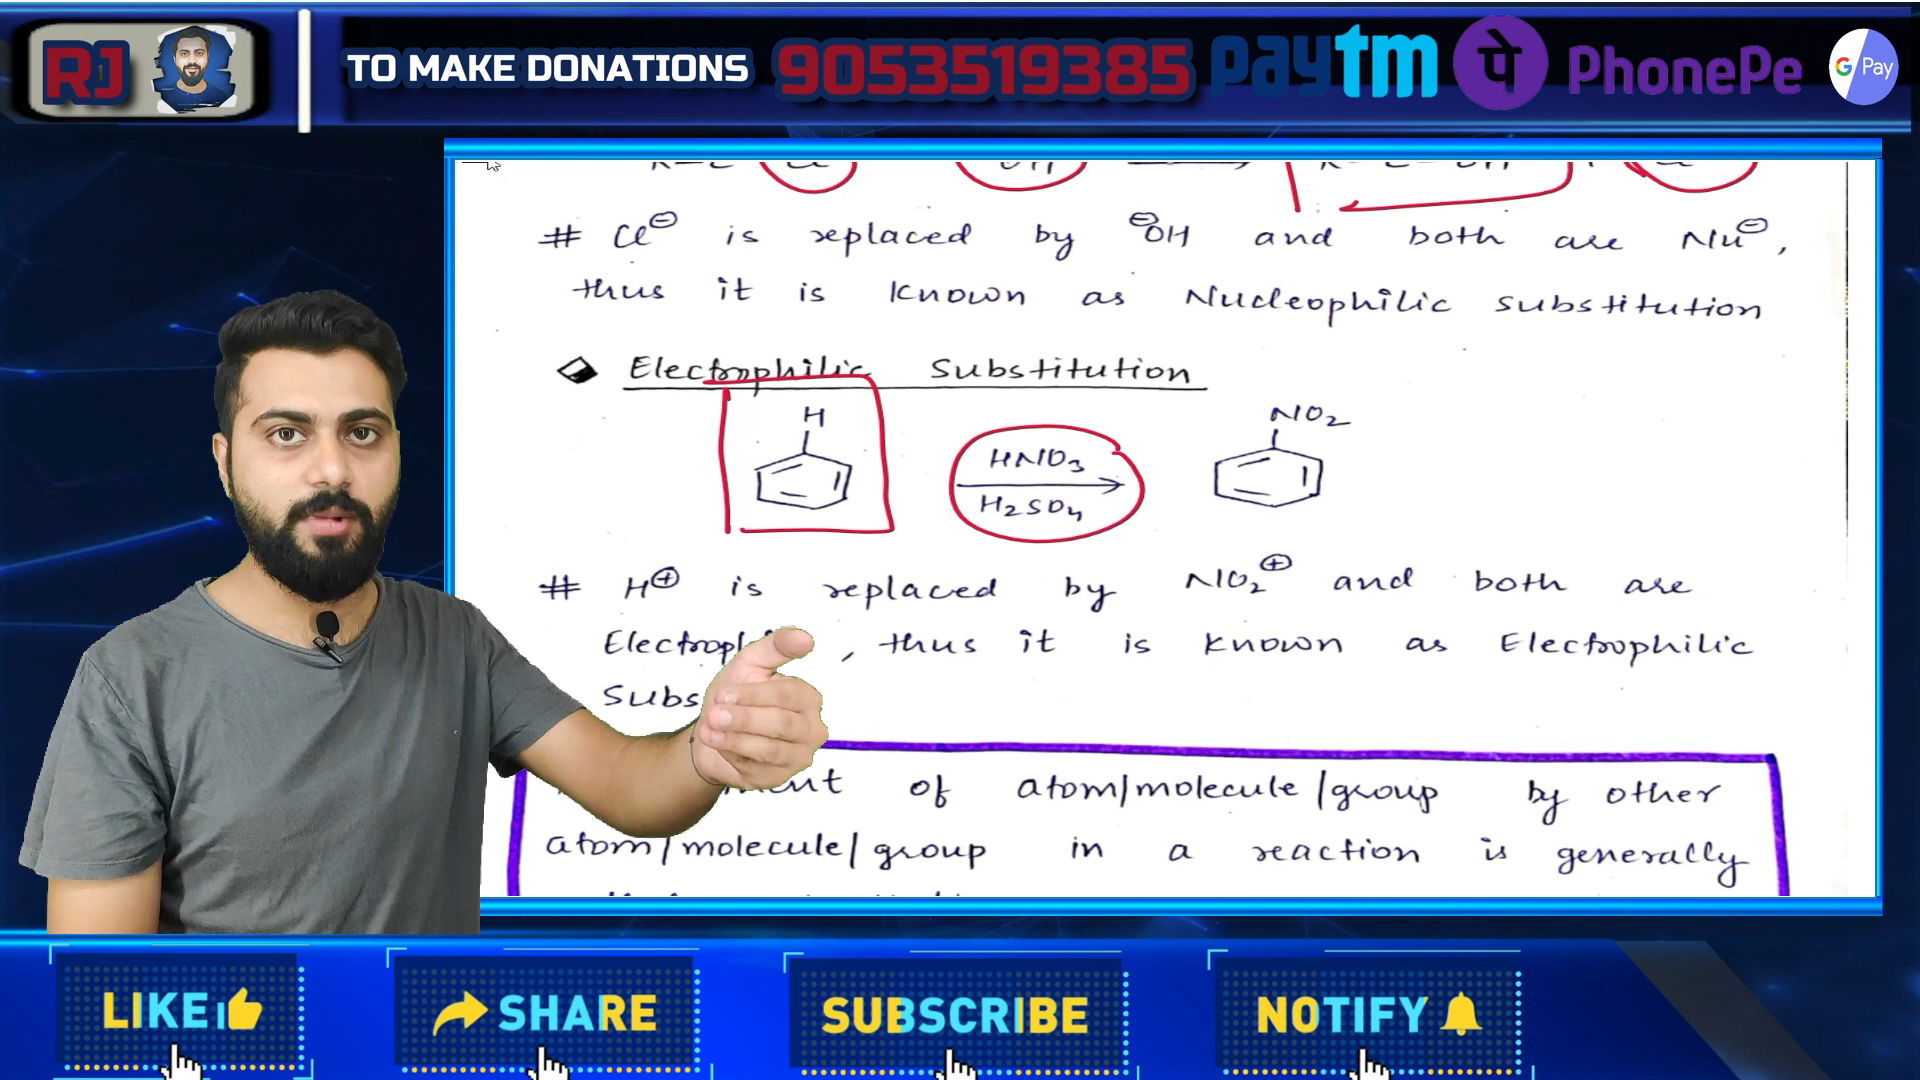 RJ
TO MAKE DONATIONS 9053519385 paytm PhonePe G Pay
# Cl⊖ is replaced by ⊖OH and both are Nu⊖,
thus it is known as Nucleophilic substitution
Electrophilic Substitution
H
HNO3
H2SO4
NO2
# H⊕ is replaced by NO2⊕ and both are
, thus it is known as Electrophilic
of atom/molecule/group by other
atom/molecule/group in a reaction is generally
LIKE SHARE SUBSCRIBE NOTIFY